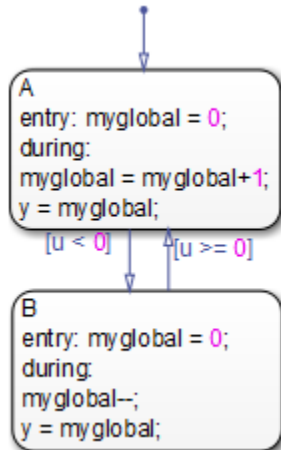 A
entry: myglobal = 0;
during:
myglobal = myglobal+1;
y = myglobal;
[u < 0]
[u >= 0]
B
entry: myglobal = 0;
during:
myglobal--;
y = myglobal;